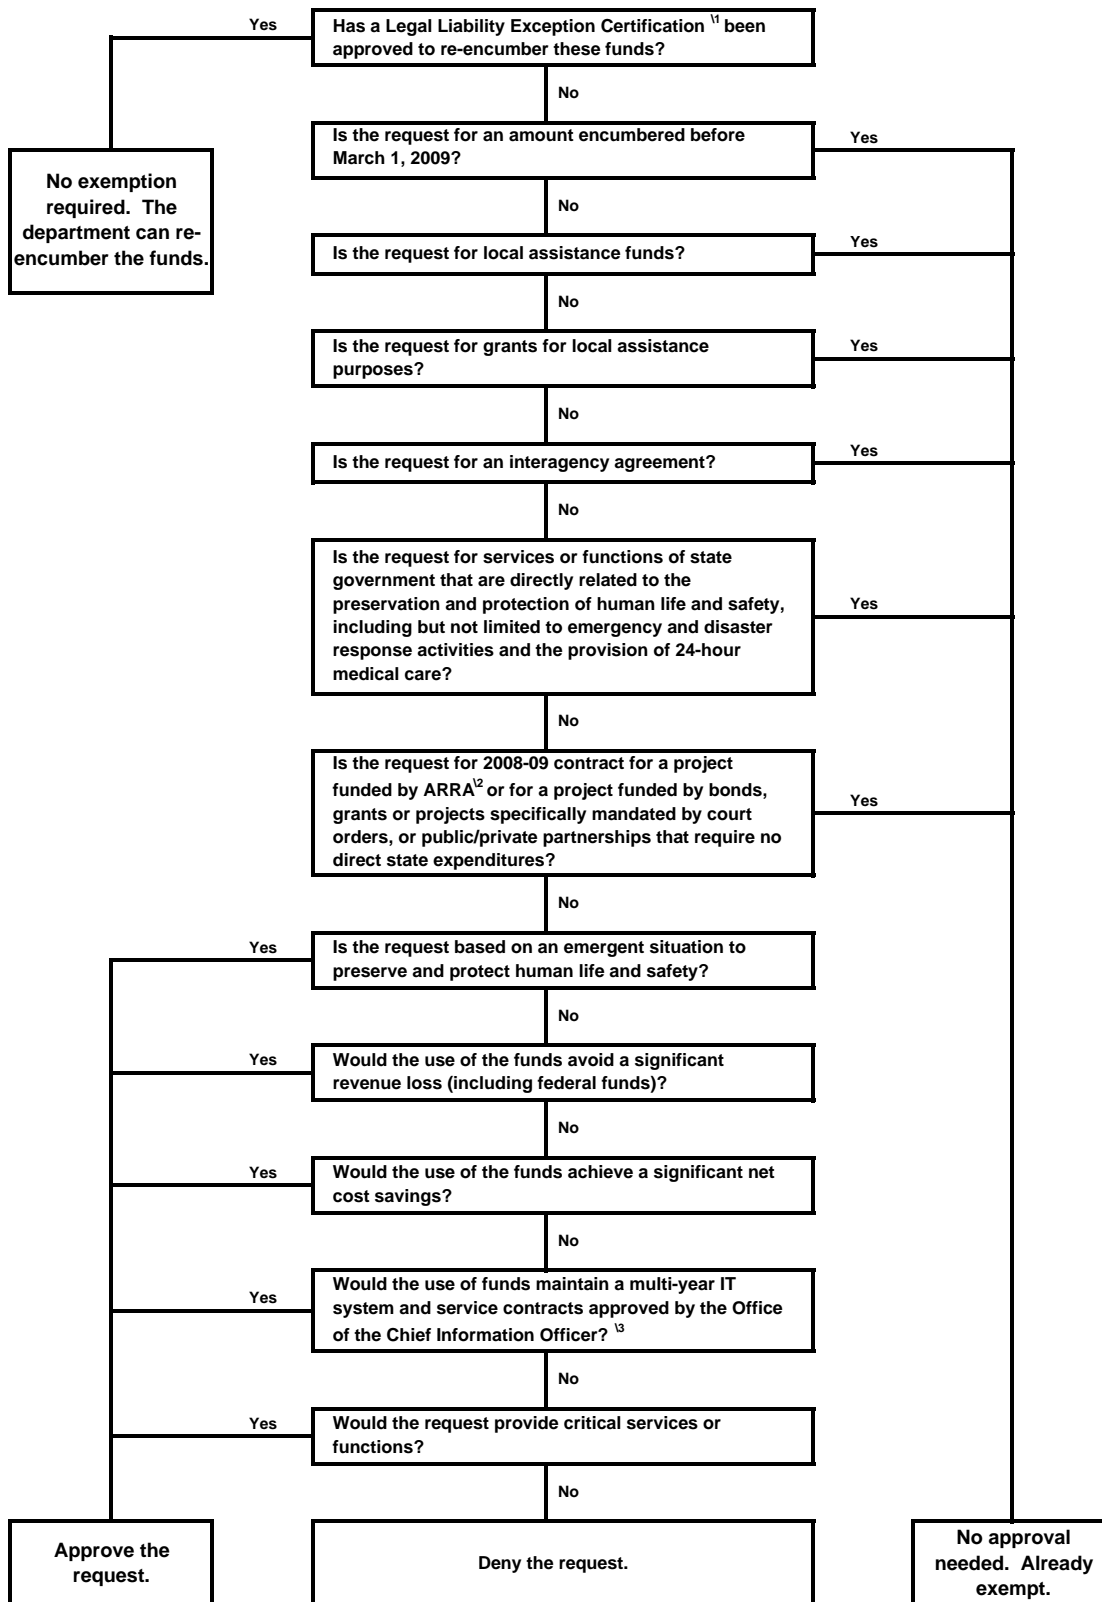 Yes
Has a Legal Liability Exception Certification \1 been
approved to re-encumber these funds?
No
Is the request for an amount encumbered before
March 1, 2009?
Yes
No exemption
required. The
department can re-
encumber the funds.
No
Is the request for local assistance funds?
Yes
No
Is the request for grants for local assistance
purposes?
Yes
No
Is the request for an interagency agreement?
Yes
No
Is the request for services or functions of state
government that are directly related to the
preservation and protection of human life and safety,
including but not limited to emergency and disaster
response activities and the provision of 24-hour
medical care?
Yes
No
Is the request for 2008-09 contract for a project
funded by ARRA\2 or for a project funded by bonds,
grants or projects specifically mandated by court
orders, or public/private partnerships that require no
direct state expenditures?
Yes
No
Yes
Is the request based on an emergent situation to
preserve and protect human life and safety?
No
Yes
Would the use of the funds avoid a significant
revenue loss (including federal funds)?
No
Yes
Would the use of the funds achieve a significant net
cost savings?
No
Yes
Would the use of funds maintain a multi-year IT
system and service contracts approved by the Office
of the Chief Information Officer? \3
No
Yes
Would the request provide critical services or
functions?
No
Approve the
request.
Deny the request.
No approval
needed. Already
exempt.